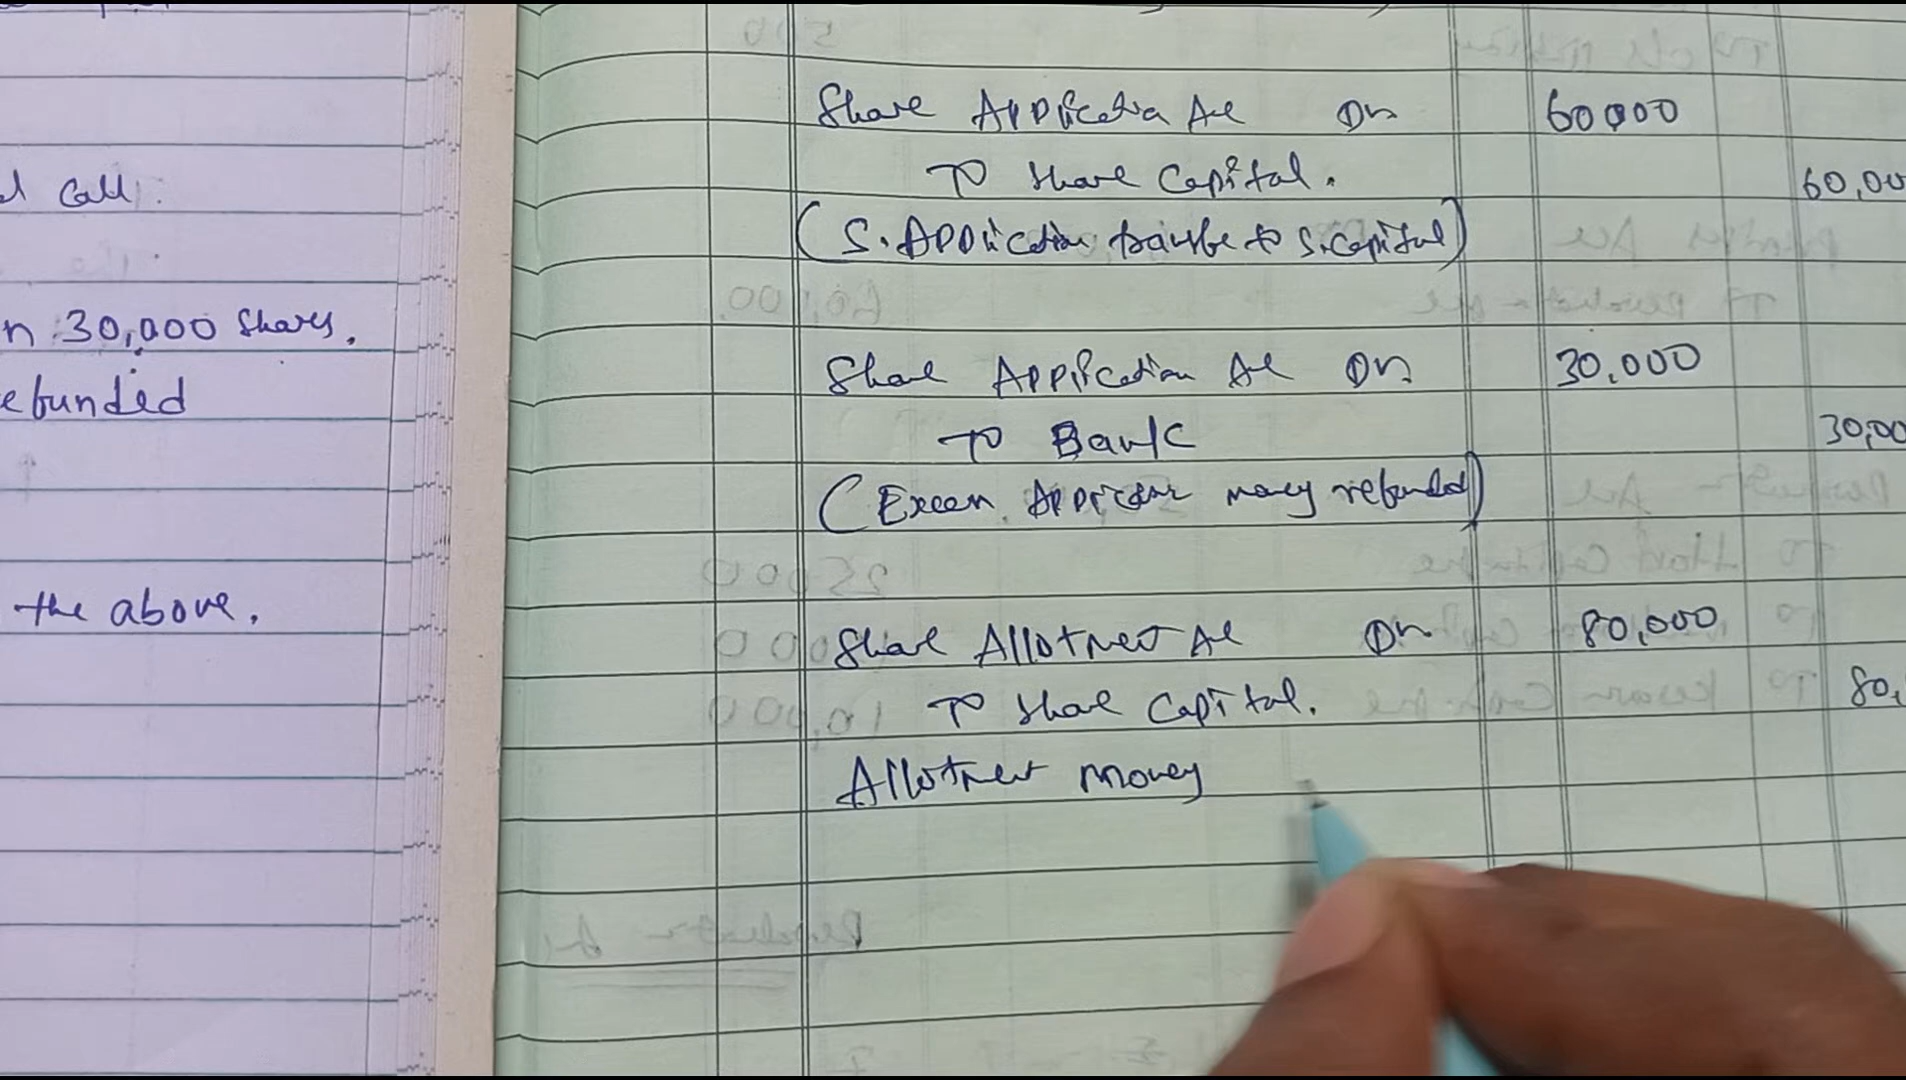 d Call.
n 30,000 Shares.
efunded
the above.
Share Application A/c Dr 60000
To Share Capital. 60,00
(S. Application transfe to S.Capital)
Share Application A/c Dr 30,000
To Bank 30,00
(Excess Application money refunded)
Share Allotment A/c Dr 80,000
To Share Capital. 80,
Allotment money